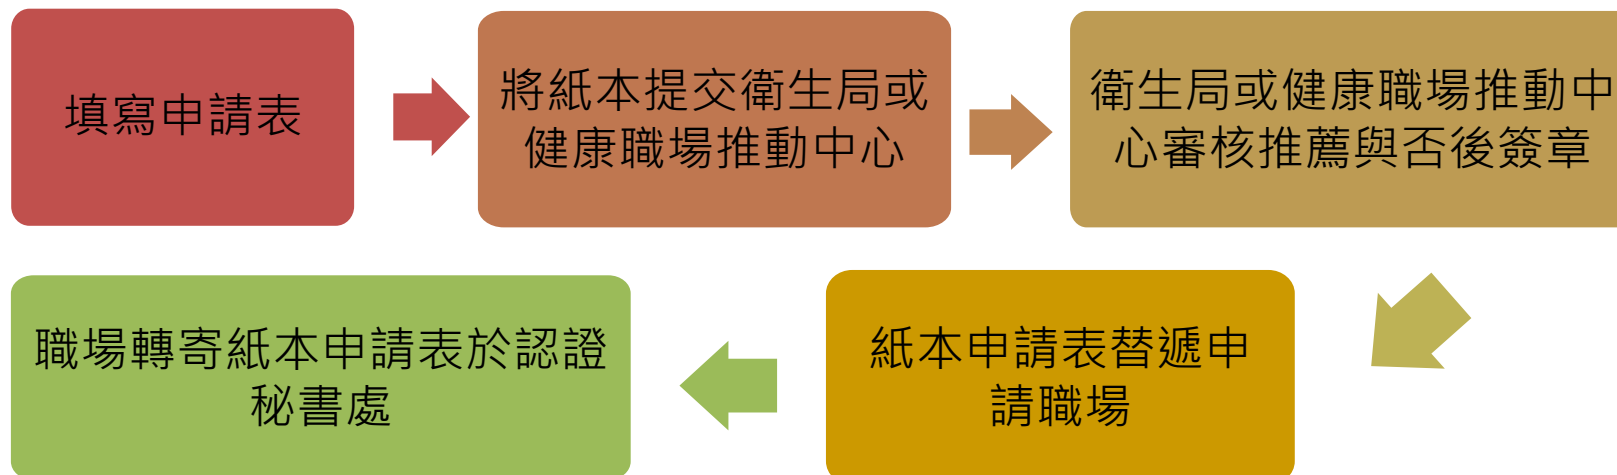 填寫申請表
將紙本提交衛生局或
健康職場推動中心
衛生局或健康職場推動中
心審核推薦與否後簽章
紙本申請表替遞申
請職場
職場轉寄紙本申請表於認證
秘書處